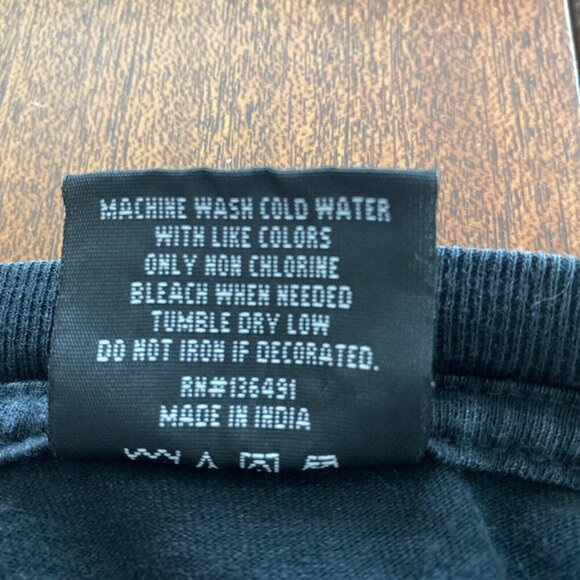 MACHINE WASH COLD WATER
WITH LIKE COLORS
ONLY NON CHLORINE
BLEACH WHEN NEEDED
TUMBLE DRY LOW
DO NOT IRON IF DECORATED.
RN#136491
MADE IN INDIA